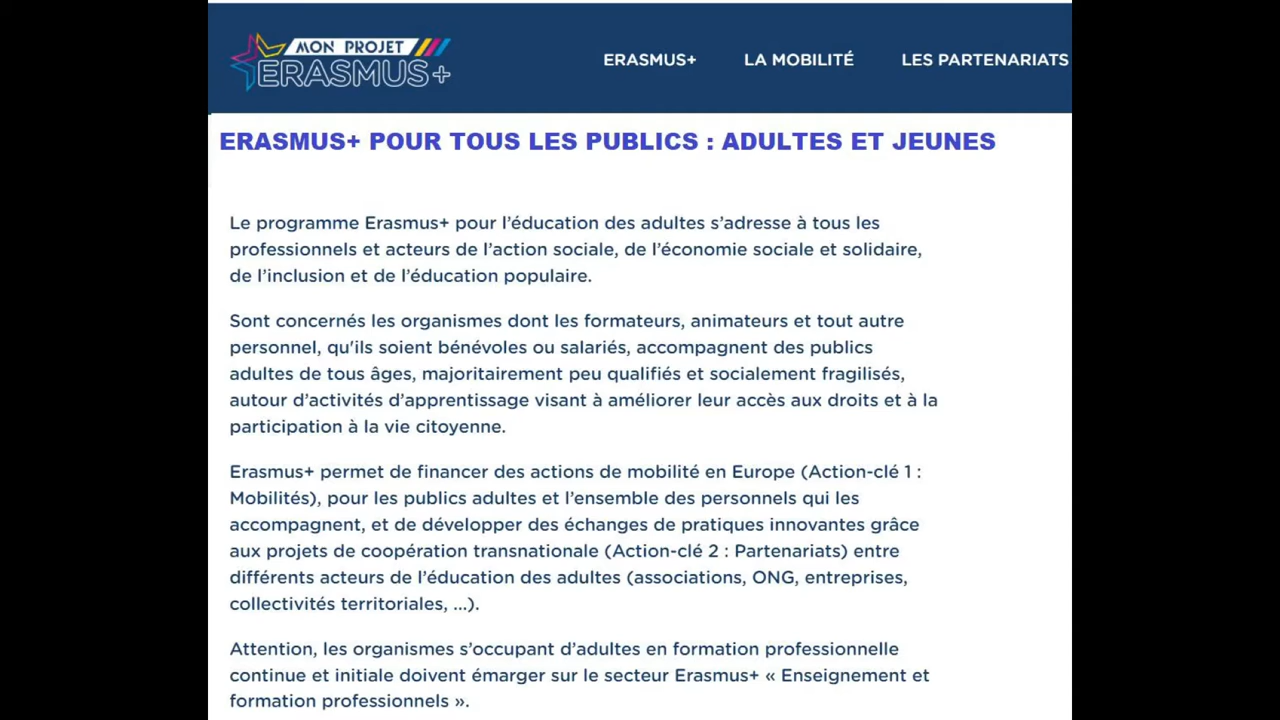 MON PROJET
ERASMUS+
ERASMUS+ LA MOBILITÉ LES PARTENARIATS
ERASMUS+ POUR TOUS LES PUBLICS : ADULTES ET JEUNES
Le programme Erasmus+ pour l’éducation des adultes s’adresse à tous les
professionnels et acteurs de l’action sociale, de l’économie sociale et solidaire,
de l’inclusion et de l’éducation populaire.
Sont concernés les organismes dont les formateurs, animateurs et tout autre
personnel, qu'ils soient bénévoles ou salariés, accompagnent des publics
adultes de tous âges, majoritairement peu qualifiés et socialement fragilisés,
autour d’activités d’apprentissage visant à améliorer leur accès aux droits et à la
participation à la vie citoyenne.
Erasmus+ permet de financer des actions de mobilité en Europe (Action-clé 1 :
Mobilités), pour les publics adultes et l’ensemble des personnels qui les
accompagnent, et de développer des échanges de pratiques innovantes grâce
aux projets de coopération transnationale (Action-clé 2 : Partenariats) entre
différents acteurs de l’éducation des adultes (associations, ONG, entreprises,
collectivités territoriales, ...).
Attention, les organismes s’occupant d’adultes en formation professionnelle
continue et initiale doivent émarger sur le secteur Erasmus+ « Enseignement et
formation professionnels ».